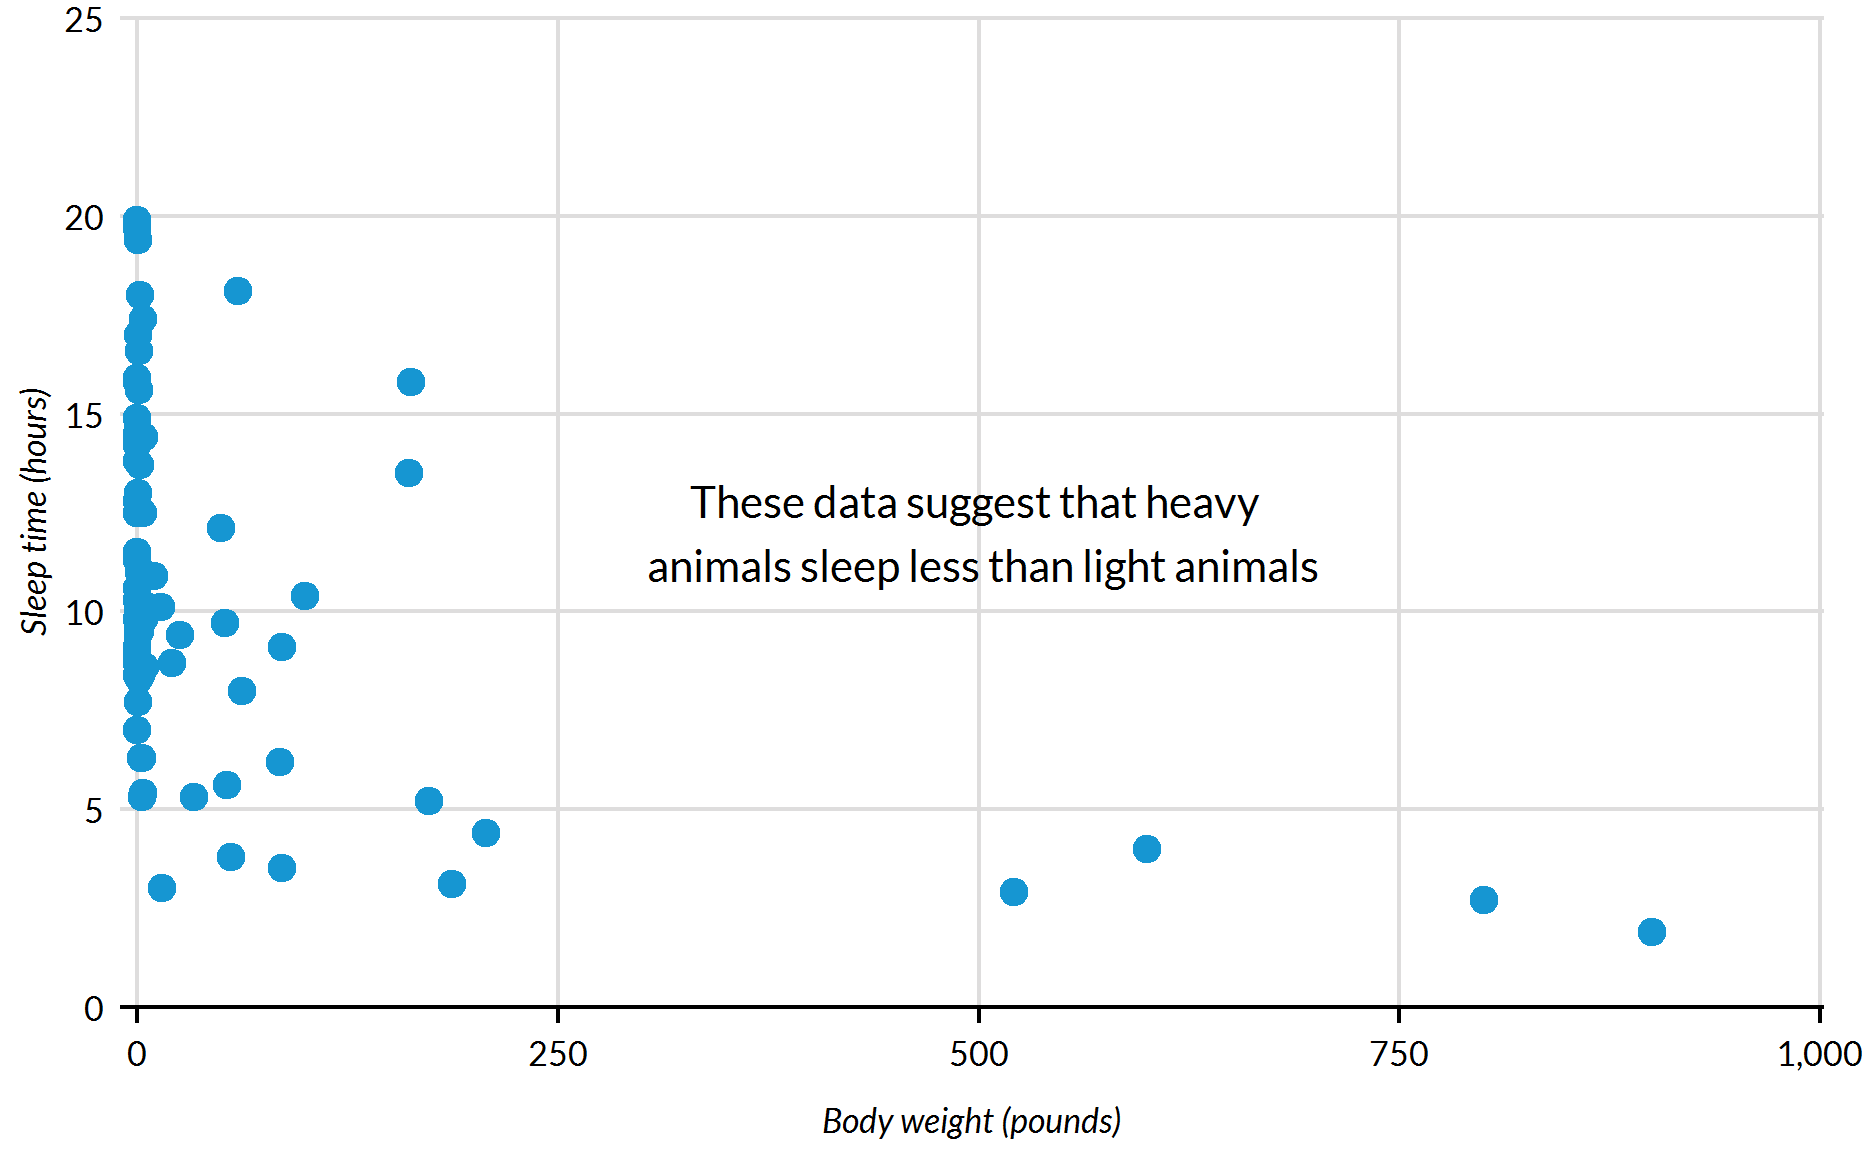 25
20
15
10
5
0
Sleep time (hours)
These data suggest that heavy
animals sleep less than light animals
0 250 500 750 1,000
Body weight (pounds)